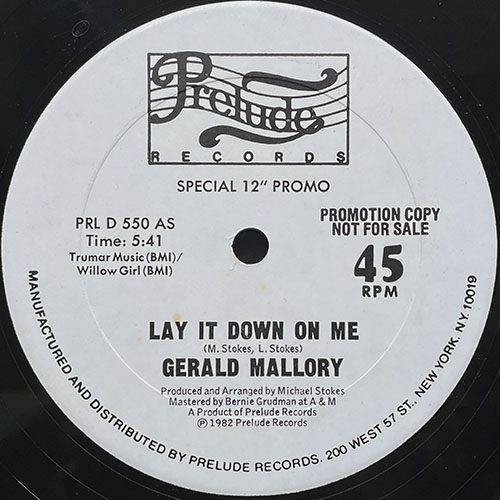 Prelude
RECORDS
SPECIAL 12" PROMO
PRL D 550 AS
Time: 5:41
Trumar Music (BMI)/
Willow Girl (BMI)
PROMOTION COPY
NOT FOR SALE
45
RPM
LAY IT DOWN ON ME
(M. Stokes, L. Stokes)
GERALD MALLORY
Produced and Arranged by Michael Stokes
Mastered by Bernie Grudman at A & M
A Product of Prelude Records
Ⓟ 1982 Prelude Records
MANUFACTURED AND DISTRIBUTED BY PRELUDE RECORDS. 200 WEST 57 ST., NEW YORK, NY 10019